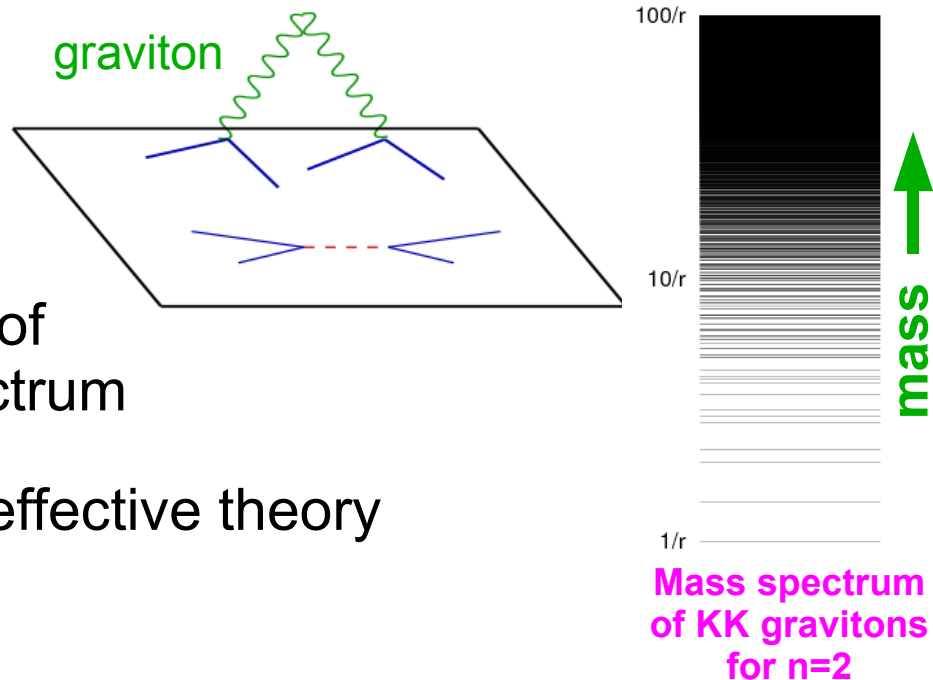 graviton
100/r
10/r
mass
of
ctrum
effective theory
1/r
Mass spectrum
of KK gravitons
for n=2